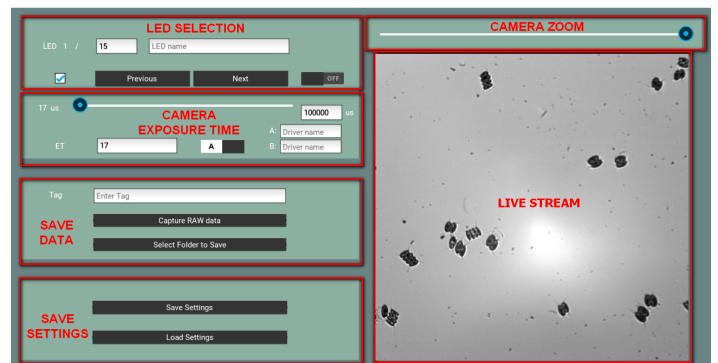 LED SELECTION
LED 1 / 15 LED name
Previous Next OFF
17 us 100000 us
CAMERA
EXPOSURE TIME
A: Driver name
ET 17 A B: Driver name
Tag Enter Tag
SAVE
DATA
Capture RAW data
Select Folder to Save
SAVE
SETTINGS
Save Settings
Load Settings
CAMERA ZOOM
LIVE STREAM